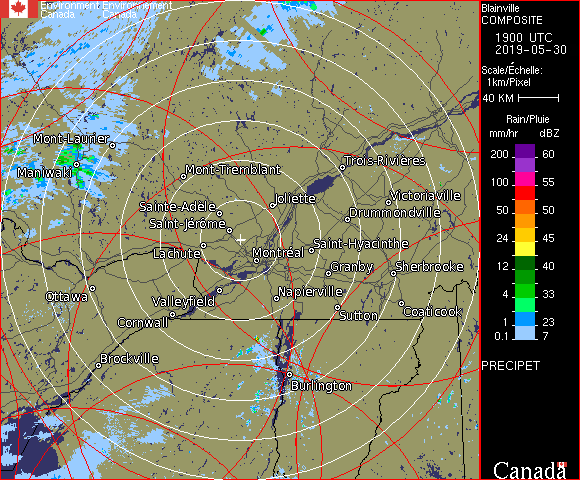 Environment Environnement
Canada Canada
Blainville
COMPOSITE
1900 UTC
2019-05-30
Scale/Échelle:
1km/Pixel
40 KM
Rain/Pluie
mm/hr dBZ
200 60
100 55
50 50
24 45
12 40
4 33
1 23
0.1 7
PRECIPET
Canada
Mont-Laurier
Maniwaki
Mont-Tremblant
Trois-Rivières
Sainte-Adèle
Joliette
Victoriaville
Drummondville
Saint-Jérôme
Lachute
Montréal
Saint-Hyacinthe
Granby
Sherbrooke
Ottawa
Valleyfield
Napierville
Cornwall
Sutton
Coaticook
Brockville
Burlington